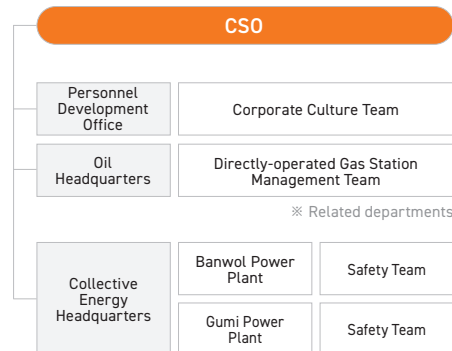 CSO
Personnel
Development
Office
Corporate Culture Team
Oil
Headquarters
Directly-operated Gas Station
Management Team
※ Related departments
Collective
Energy
Headquarters
Banwol Power
Plant
Safety Team
Gumi Power
Plant
Safety Team